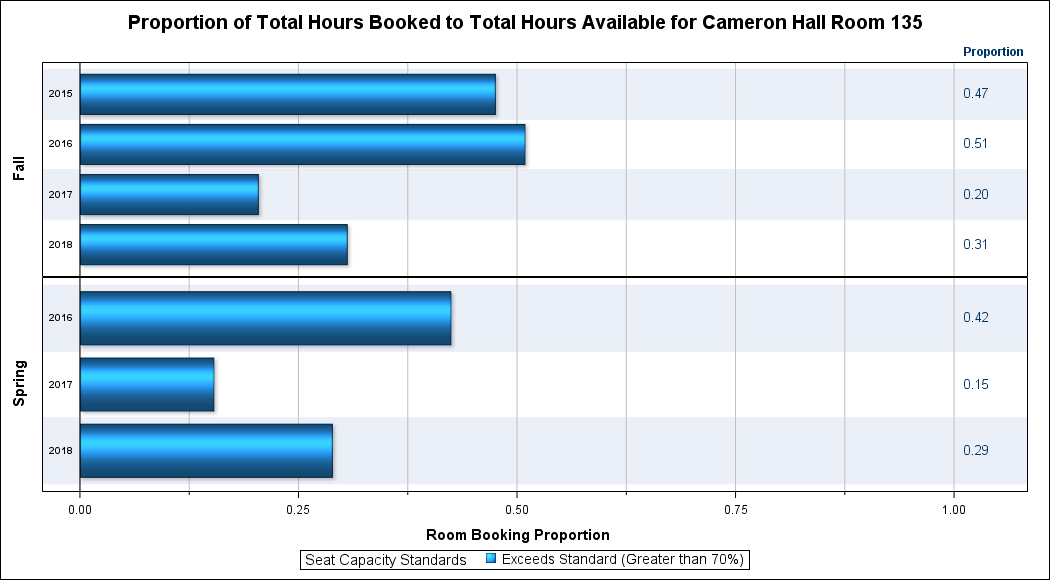 Proportion of Total Hours Booked to Total Hours Available for Cameron Hall Room 135
Proportion
Fall
2015 0.47
2016 0.51
2017 0.20
2018 0.31
Spring
2016 0.42
2017 0.15
2018 0.29
0.00 0.25 0.50 0.75 1.00
Room Booking Proportion
Seat Capacity Standards Exceeds Standard (Greater than 70%)